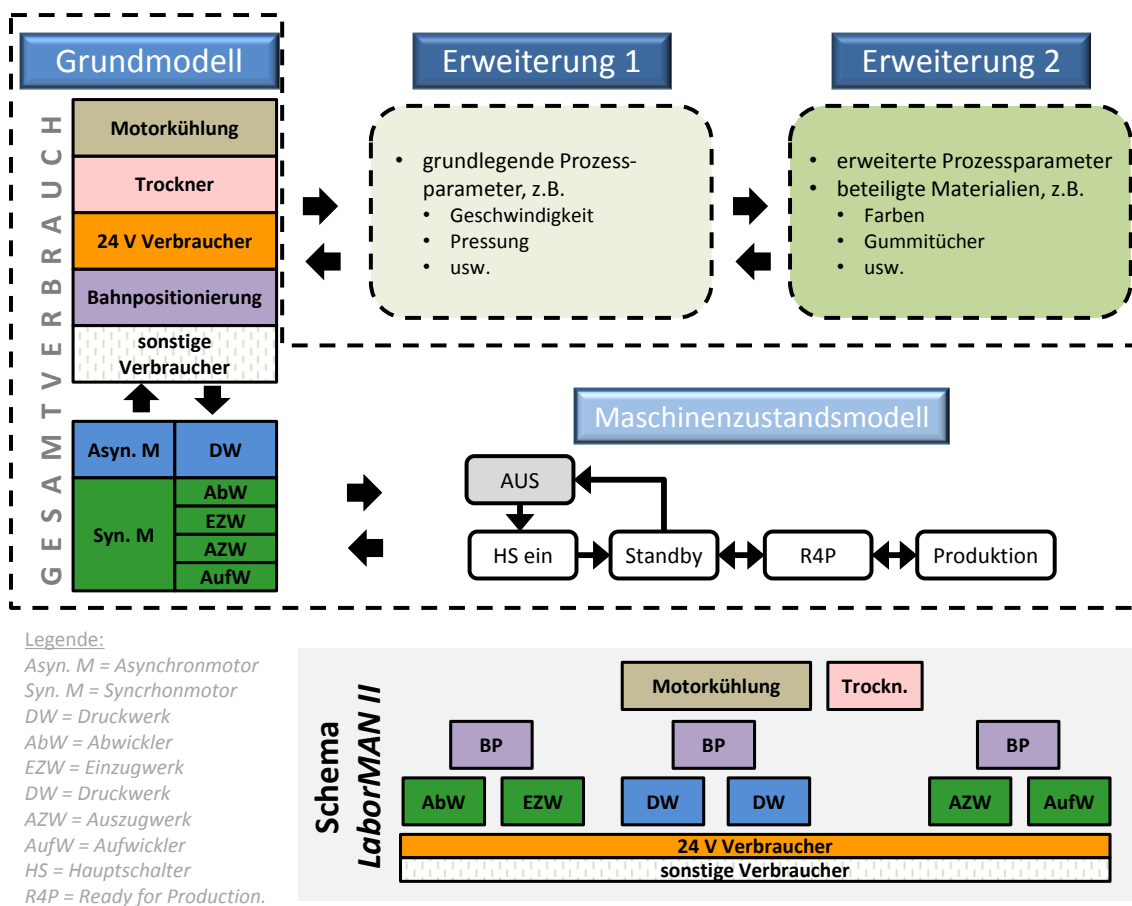 Grundmodell
Erweiterung 1
Erweiterung 2
GESAMTVERBRAUCH
Motorkühlung
Trockner
24 V Verbraucher
Bahnpositionierung
sonstige
Verbraucher
• grundlegende Prozess-
parameter, z.B.
• Geschwindigkeit
• Pressung
• usw.
• erweiterte Prozessparameter
• beteiligte Materialien, z.B.
• Farben
• Gummitücher
• usw.
Asyn. M
DW
Syn. M
AbW
EZW
AZW
AufW
Maschinenzustandsmodell
AUS
HS ein
Standby
R4P
Produktion
Legende:
Asyn. M = Asynchronmotor
Syn. M = Syncrhonmotor
DW = Druckwerk
AbW = Abwickler
EZW = Einzugwerk
DW = Druckwerk
AZW = Auszugwerk
AufW = Aufwickler
HS = Hauptschalter
R4P = Ready for Production.
Schema
LaborMAN II
Motorkühlung
Trockn.
BP
BP
BP
AbW
EZW
DW
DW
AZW
AufW
24 V Verbraucher
sonstige Verbraucher